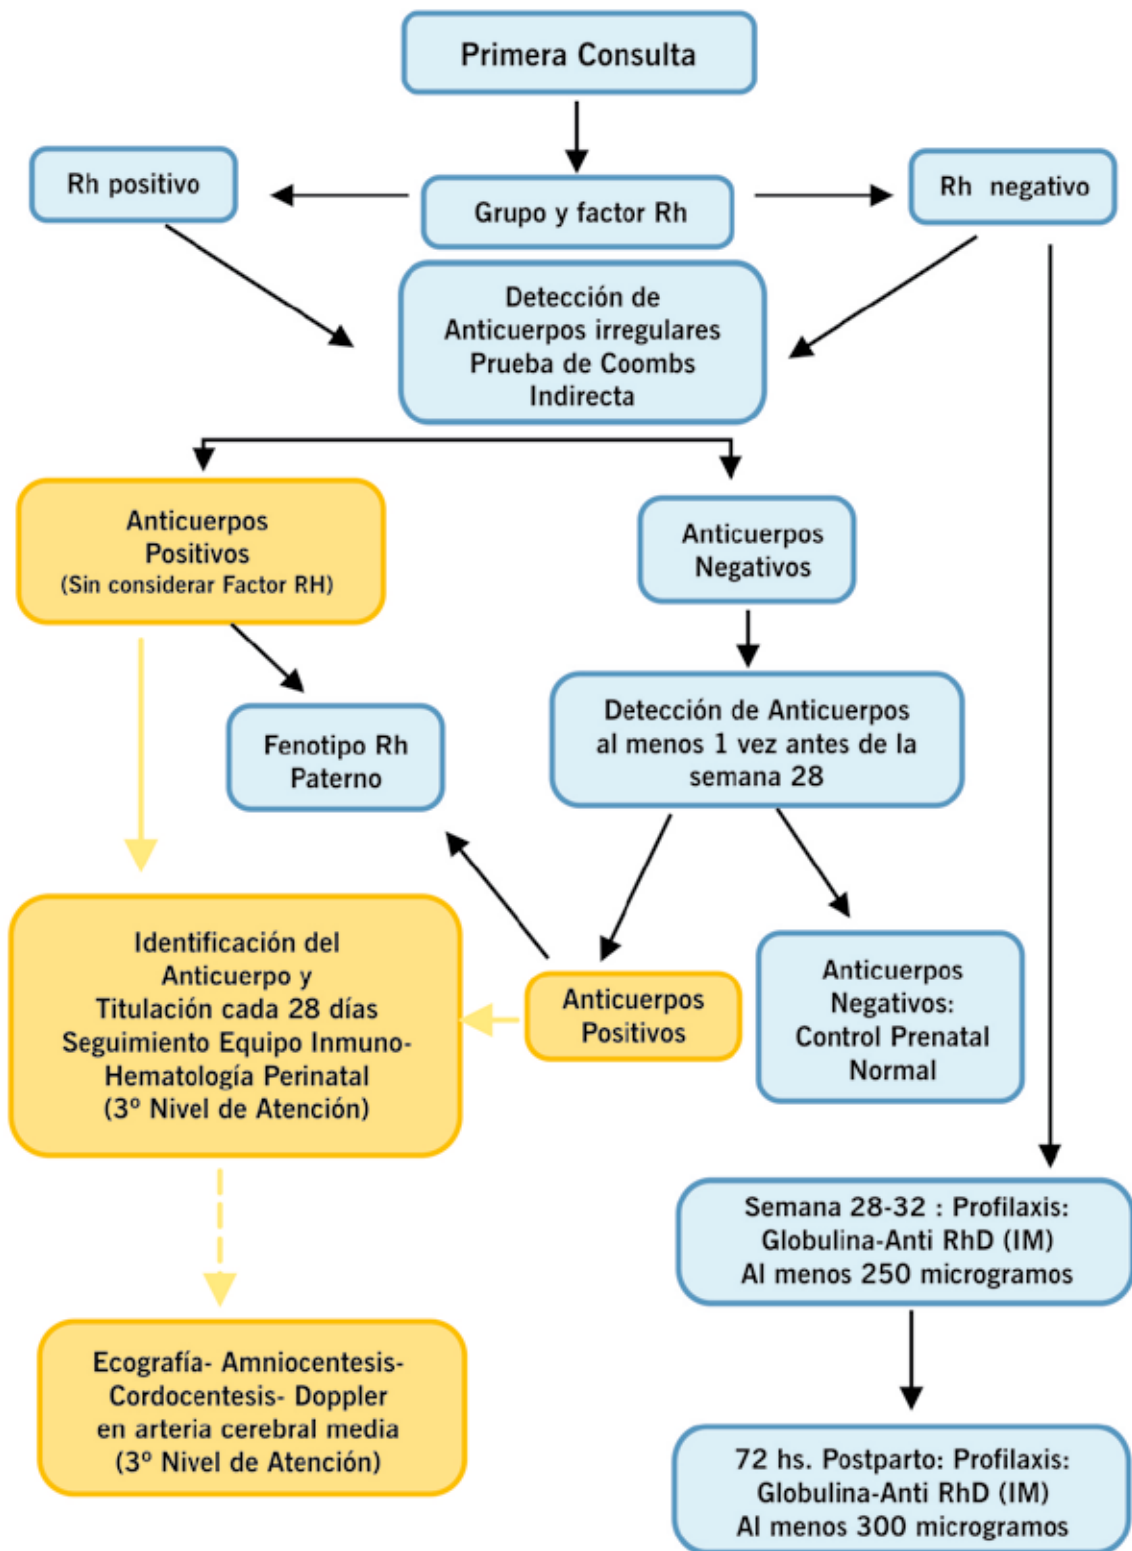 Primera Consulta
Rh positivo
Grupo y factor Rh
Rh negativo
Detección de
Anticuerpos irregulares
Prueba de Coombs
Indirecta
Anticuerpos
Positivos
(Sin considerar Factor RH)
Anticuerpos
Negativos
Fenotipo Rh
Paterno
Detección de Anticuerpos
al menos 1 vez antes de la
semana 28
Identificación del
Anticuerpo y
Titulación cada 28 días
Seguimiento Equipo Inmuno-
Hematología Perinatal
(3º Nivel de Atención)
Anticuerpos
Positivos
Anticuerpos
Negativos:
Control Prenatal
Normal
Semana 28-32 : Profilaxis:
Globulina-Anti RhD (IM)
Al menos 250 microgramos
Ecografía- Amniocentesis-
Cordocentesis- Doppler
en arteria cerebral media
(3º Nivel de Atención)
72 hs. Postparto: Profilaxis:
Globulina-Anti RhD (IM)
Al menos 300 microgramos